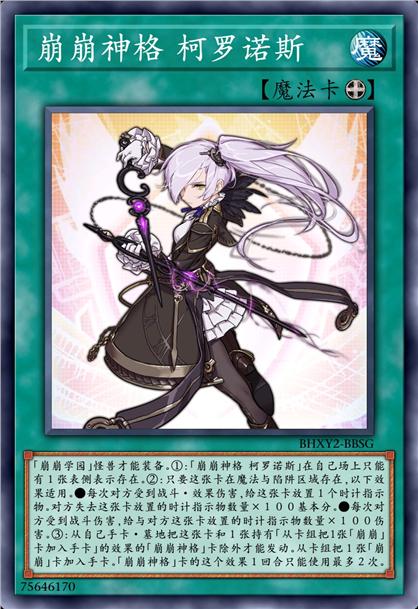 崩崩神格 柯罗诺斯
魔
【魔法卡】
BHXY2-BBSG
「崩崩学园」怪兽才能装备。①:「崩崩神格 柯罗诺斯」在自己场上只能
有1张表侧表示存在。②:只要这张卡在魔法与陷阱区域存在,以下效
果适用。●每次对方受到战斗·效果伤害,给这张卡放置1个时计指示
物。对方失去这张卡放置的时计指示物数量×100基本分。●每次对
方受到战斗伤害,给与对方这张卡放置的时计指示物数量×100伤
害。③:从自己手卡·墓地把这张卡和1张持有「从卡组把1张「崩崩」
卡加入手卡」的效果的「崩崩神格」卡除外才能发动。从卡组把1张「崩
崩」卡加入手卡。「崩崩神格」卡的这个效果1回合只能使用最多2次。
75646170